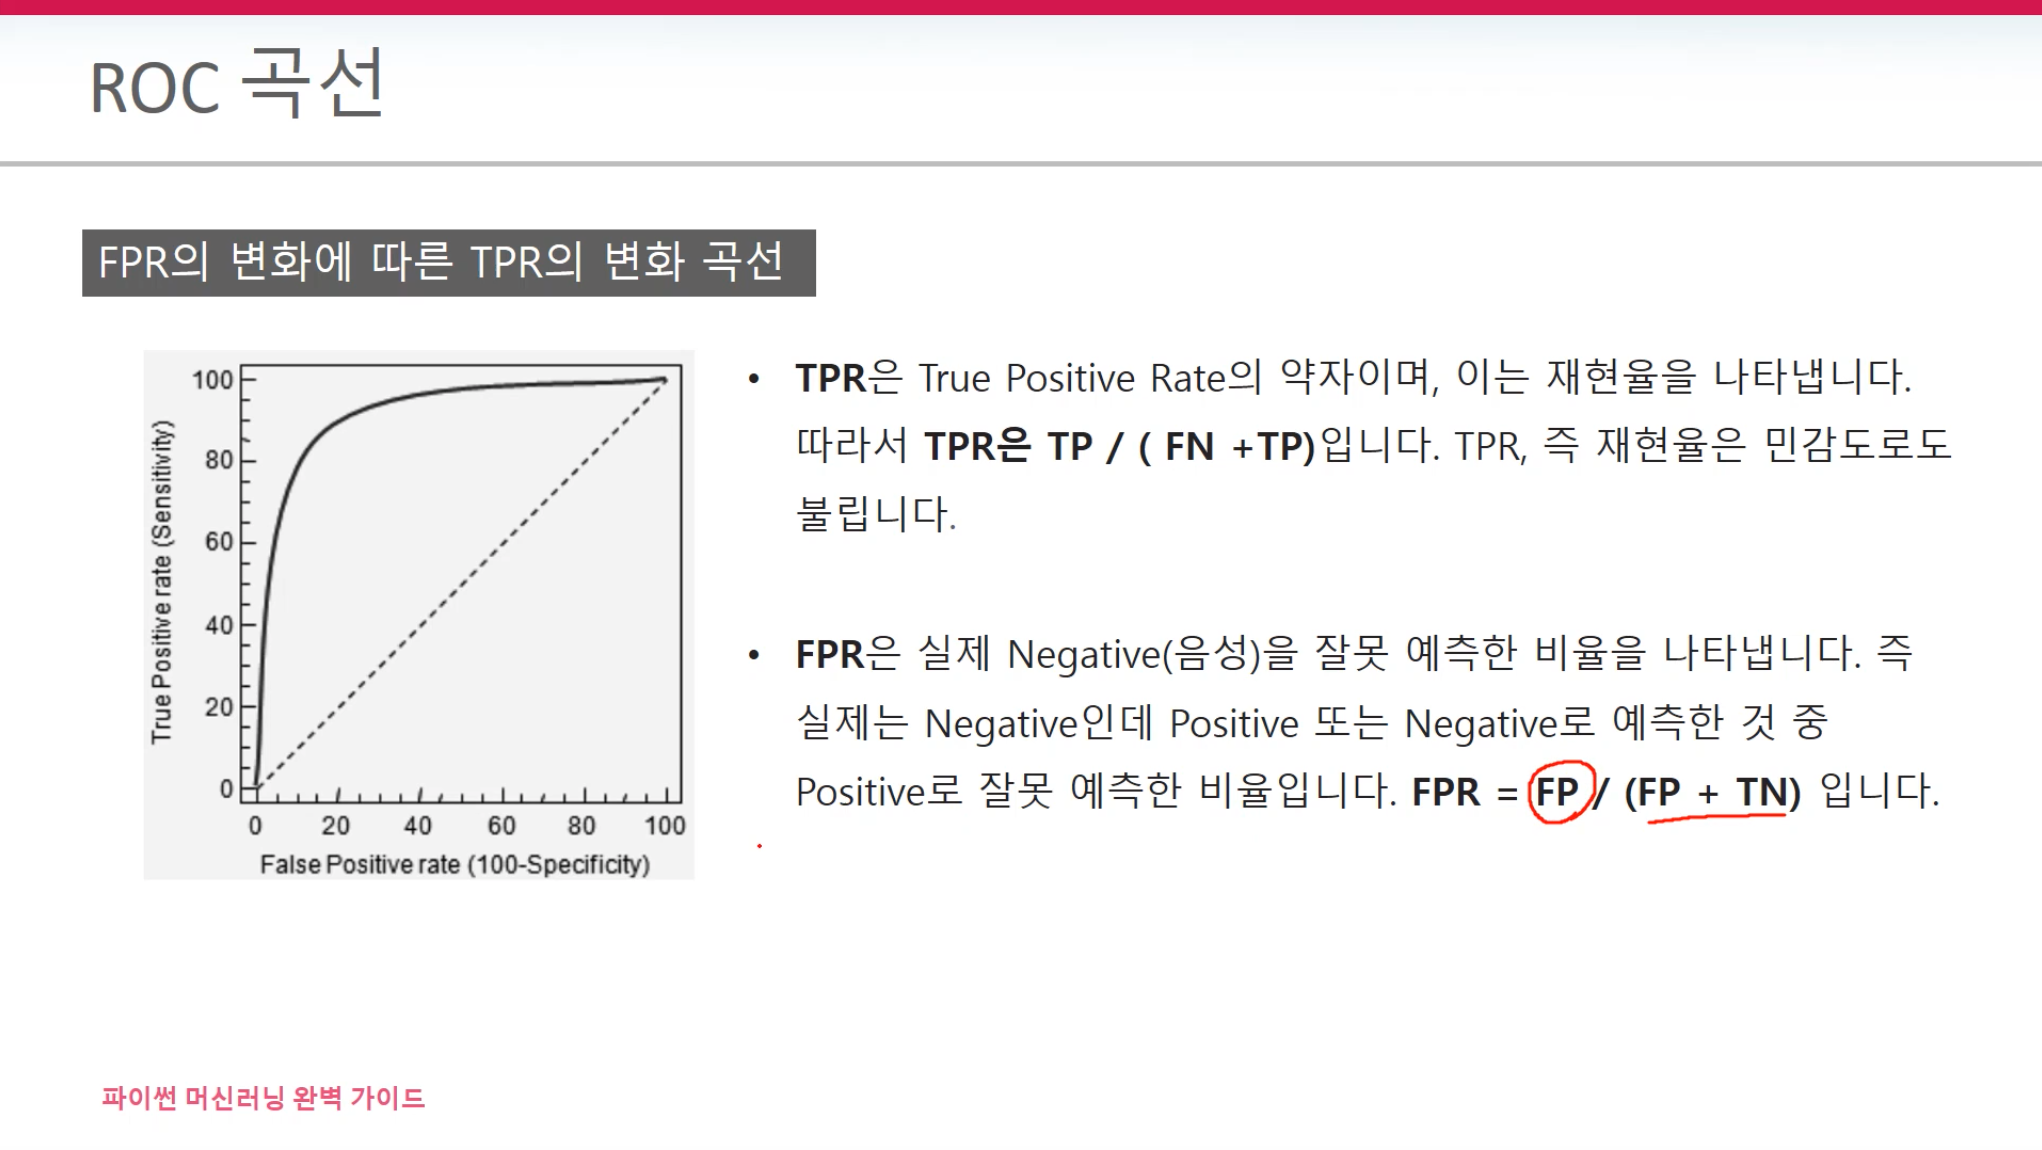 ROC 곡선
FPR의 변화에 따른 TPR의 변화 곡선
100
80
60
40
20
0
True Positive rate (Sensitivity)
0 20 40 60 80 100
False Positive rate (100-Specificity)
• TPR은 True Positive Rate의 약자이며, 이는 재현율을 나타냅니다.
따라서 TPR은 TP / ( FN +TP)입니다. TPR, 즉 재현율은 민감도로도
불립니다.
• FPR은 실제 Negative(음성)을 잘못 예측한 비율을 나타냅니다. 즉
실제는 Negative인데 Positive 또는 Negative로 예측한 것 중
Positive로 잘못 예측한 비율입니다. FPR = FP / (FP + TN) 입니다.
파이썬 머신러닝 완벽 가이드